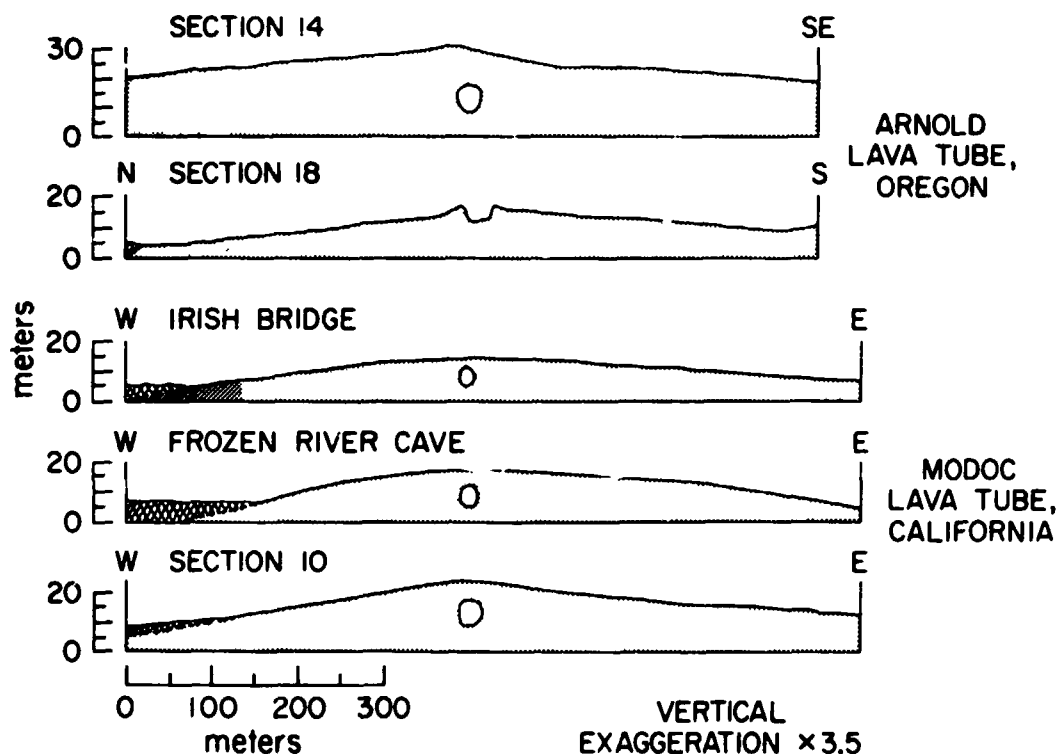 SECTION 14 SE
30
0
ARNOLD
LAVA TUBE,
OREGON
N SECTION 18 S
20
0
meters
W IRISH BRIDGE E
20
0
W FROZEN RIVER CAVE E
20
0
MODOC
LAVA TUBE,
CALIFORNIA
W SECTION 10 E
20
0
0 100 200 300
meters
VERTICAL
EXAGGERATION ×3.5